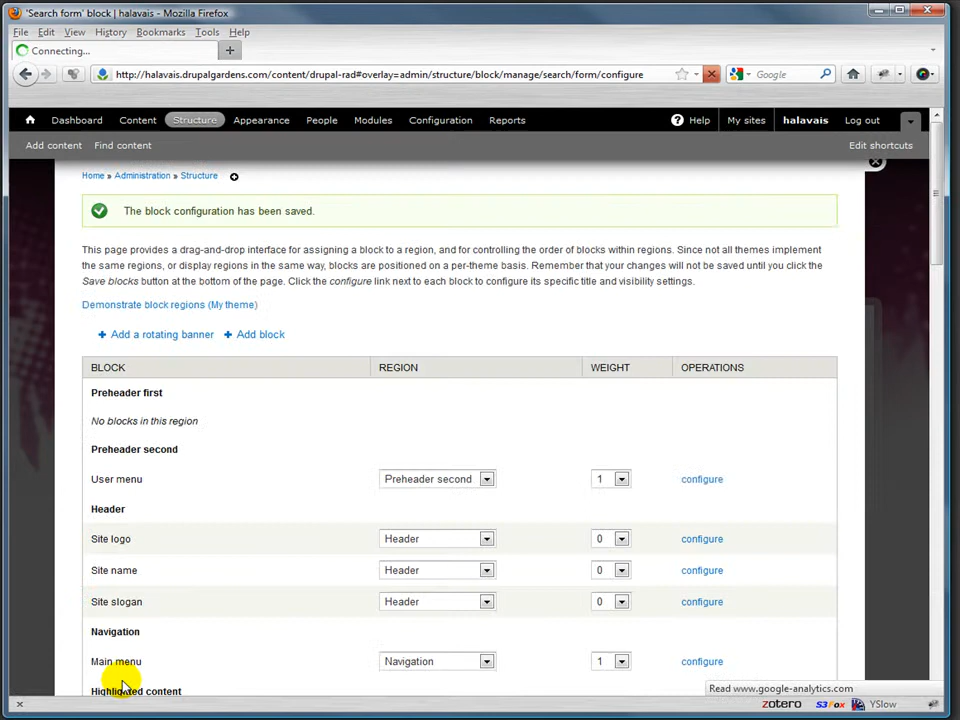 'Search form' block | halavais - Mozilla Firefox
File Edit View History Bookmarks Tools Help
Connecting...
http://halavais.drupalgardens.com/content/drupal-rad#overlay=admin/structure/block/manage/search/form/configure
Google
Dashboard Content Structure Appearance People Modules Configuration Reports Help My sites halavais Log out
Add content Find content Edit shortcuts
Home » Administration » Structure
The block configuration has been saved.
This page provides a drag-and-drop interface for assigning a block to a region, and for controlling the order of blocks within regions. Since not all themes implement
the same regions, or display regions in the same way, blocks are positioned on a per-theme basis. Remember that your changes will not be saved until you click the
Save blocks button at the bottom of the page. Click the configure link next to each block to configure its specific title and visibility settings.
Demonstrate block regions (My theme)
Add a rotating banner Add block
BLOCK REGION WEIGHT OPERATIONS
Preheader first
No blocks in this region
Preheader second
User menu Preheader second 1 configure
Header
Site logo Header 0 configure
Site name Header 0 configure
Site slogan Header 0 configure
Navigation
Main menu Navigation 1 configure
Highlighted content
Read www.google-analytics.com
zotero S3Fox YSlow